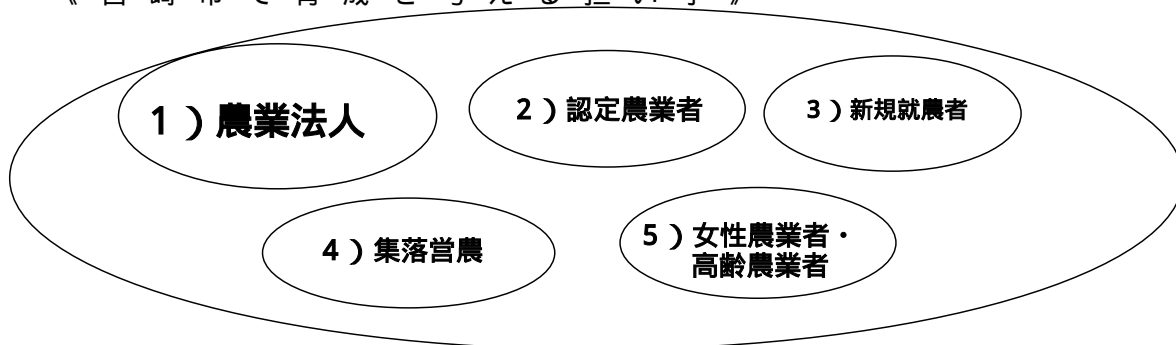 １）農業法人
２）認定農業者
３）新規就農者
４）集落営農
５）女性農業者・
高齢農業者